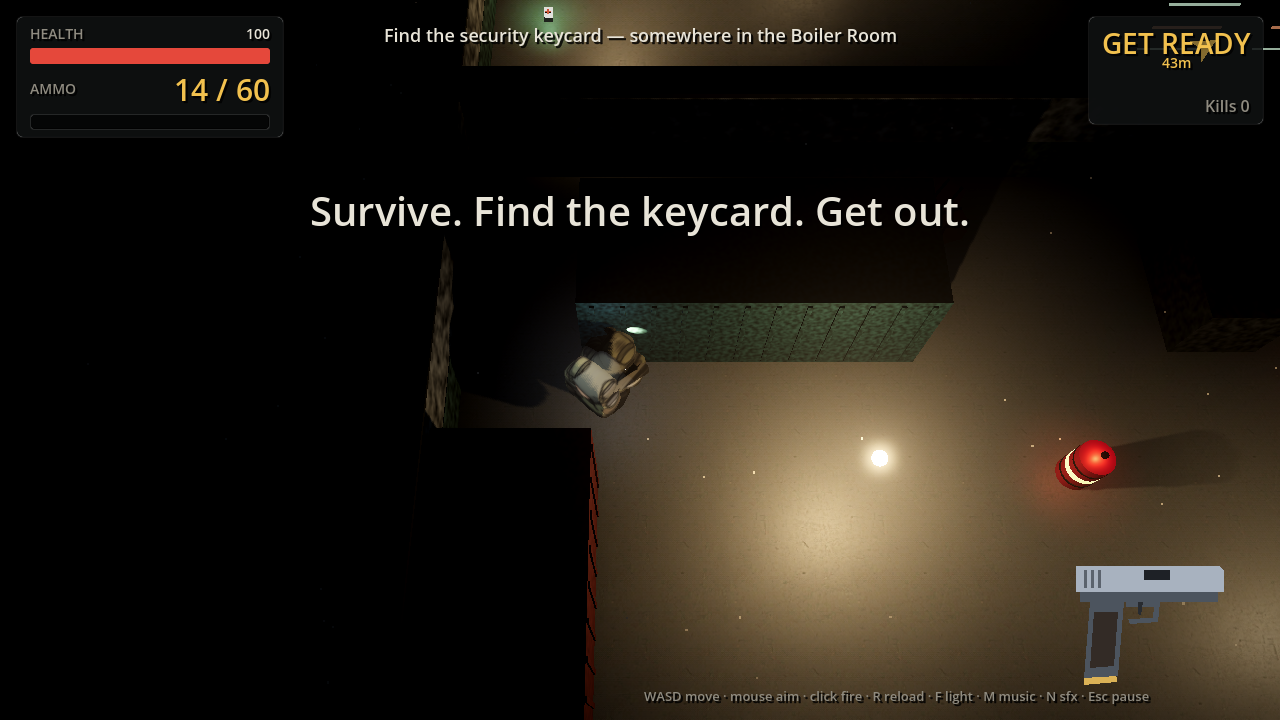 HEALTH 100
AMMO 14 / 60
Find the security keycard — somewhere in the Boiler Room
GET READY
43m
Kills 0
Survive. Find the keycard. Get out.
WASD move · mouse aim · click fire · R reload · F light · M music · N sfx · Esc pause